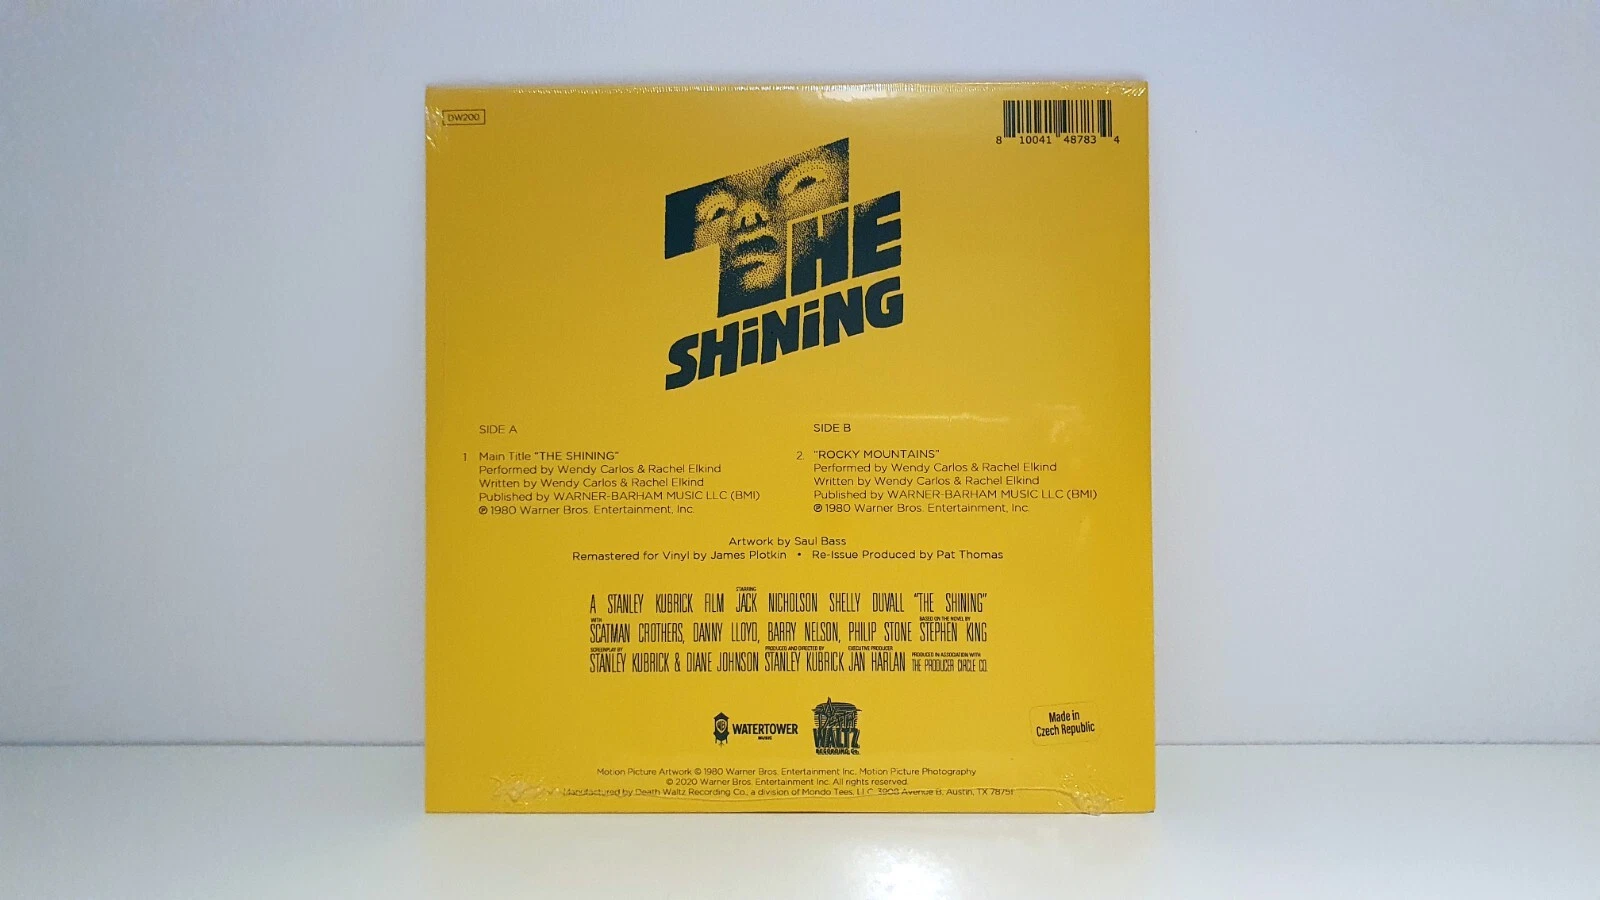 DW200
8 10041 48783 4
THE
SHiNiNG
SIDE A
1 Main Title “THE SHINING”
Performed by Wendy Carlos & Rachel Elkind
Written by Wendy Carlos & Rachel Elkind
Published by WARNER-BARHAM MUSIC LLC (BMI)
℗ 1980 Warner Bros. Entertainment, Inc.
SIDE B
2. “ROCKY MOUNTAINS”
Performed by Wendy Carlos & Rachel Elkind
Written by Wendy Carlos & Rachel Elkind
Published by WARNER-BARHAM MUSIC LLC (BMI)
℗ 1980 Warner Bros. Entertainment, Inc.
Artwork by Saul Bass
Remastered for Vinyl by James Plotkin • Re-Issue Produced by Pat Thomas
A STANLEY KUBRICK FILM STARRING JACK NICHOLSON SHELLY DUVALL “THE SHINING”
WITH SCATMAN CROTHERS, DANNY LLOYD, BARRY NELSON, PHILIP STONE BASED ON THE NOVEL BY STEPHEN KING
SCREENPLAY BY STANLEY KUBRICK & DIANE JOHNSON PRODUCED AND DIRECTED BY STANLEY KUBRICK EXECUTIVE PRODUCER JAN HARLAN PRODUCED IN ASSOCIATION WITH THE PRODUCER CIRCLE CO.
WATERTOWER
MUSIC
DEATH
WALTZ
RECORDING CO.
Made in
Czech Republic
Motion Picture Artwork © 1980 Warner Bros. Entertainment Inc. Motion Picture Photography
© 2020 Warner Bros. Entertainment Inc. All rights reserved.
Manufactured by Death Waltz Recording Co., a division of Mondo Tees, LLC 3908 Avenue B, Austin, TX 78751